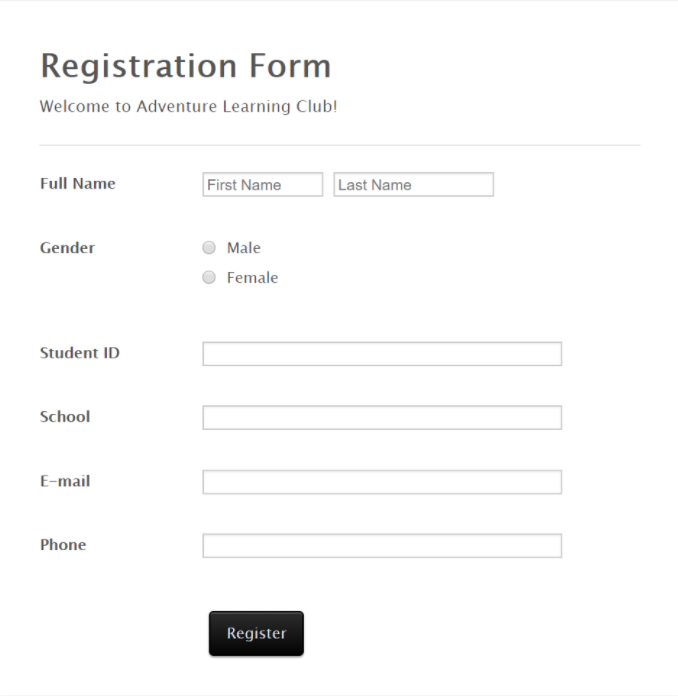 Registration Form
Welcome to Adventure Learning Club!
Full Name First Name Last Name
Gender Male
Female
Student ID
School
E-mail
Phone
Register